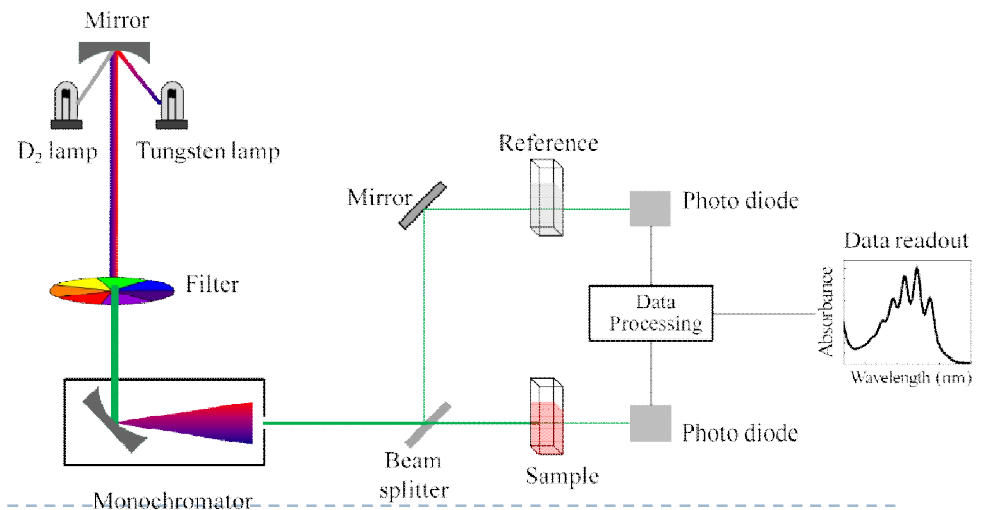 Mirror
D₂ lamp
Tungsten lamp
Filter
Monochromator
Mirror
Beam
splitter
Reference
Sample
Photo diode
Data
Processing
Photo diode
Data readout
Absorbance
Wavelength (nm)